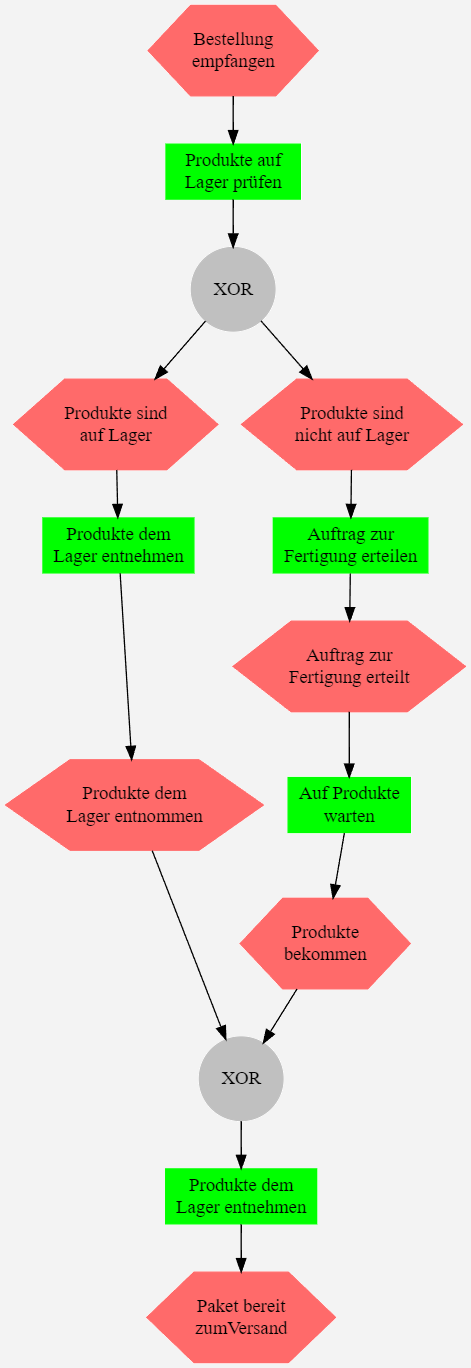 Bestellung
empfangen
Produkte auf
Lager prüfen
XOR
Produkte sind
auf Lager
Produkte sind
nicht auf Lager
Produkte dem
Lager entnehmen
Auftrag zur
Fertigung erteilen
Auftrag zur
Fertigung erteilt
Produkte dem
Lager entnommen
Auf Produkte
warten
Produkte
bekommen
XOR
Produkte dem
Lager entnehmen
Paket bereit
zumVersand